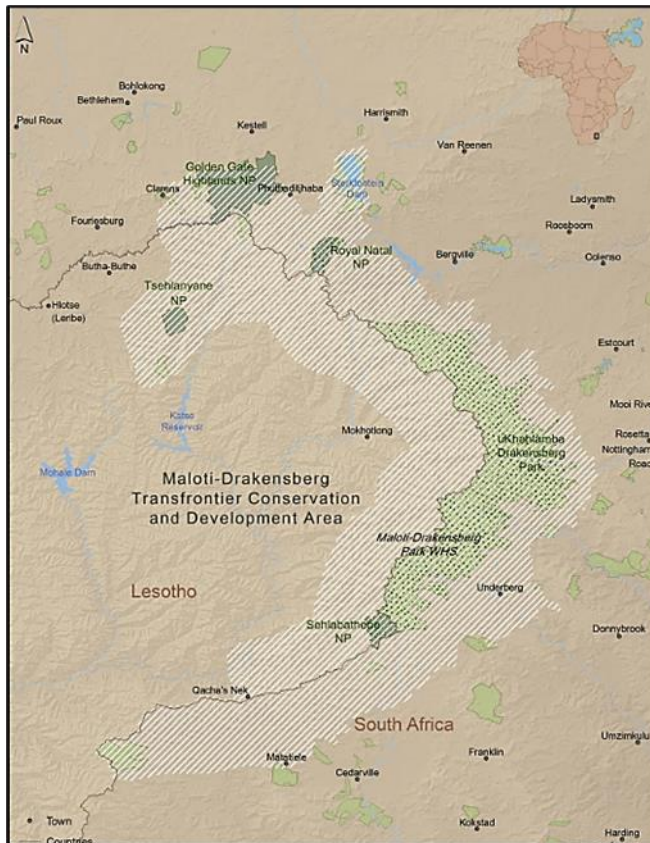 N
Bohlokong
Bethlehem
Paul Roux
Kestell
Harrismith
Van Reenen
Golden Gate
Highlands NP
Clarens
Phuthaditjhaba
Sterkfontein
Dam
Ladysmith
Fouriesburg
Roosboom
Royal Natal
NP
Bergville
Colenso
Butha-Buthe
Tsehlanyane
NP
Hlotse
(Leribe)
Estcourt
Katse
Reservoir
Mooi Rive
Mokhotlong
Rosetta
uKhahlamba
Drakensberg
Park
Nottingham
Road
Mohale Dam
Maloti-Drakensberg
Transfrontier Conservation
and Development Area
Maloti-Drakensberg
Park WHS
Lesotho
Underberg
Sehlabathebe
NP
Donnybrook
Qacha's Nek
South Africa
Umzimkulu
Matatiele
Franklin
Cedarville
Town
Kokstad
Countries
Harding